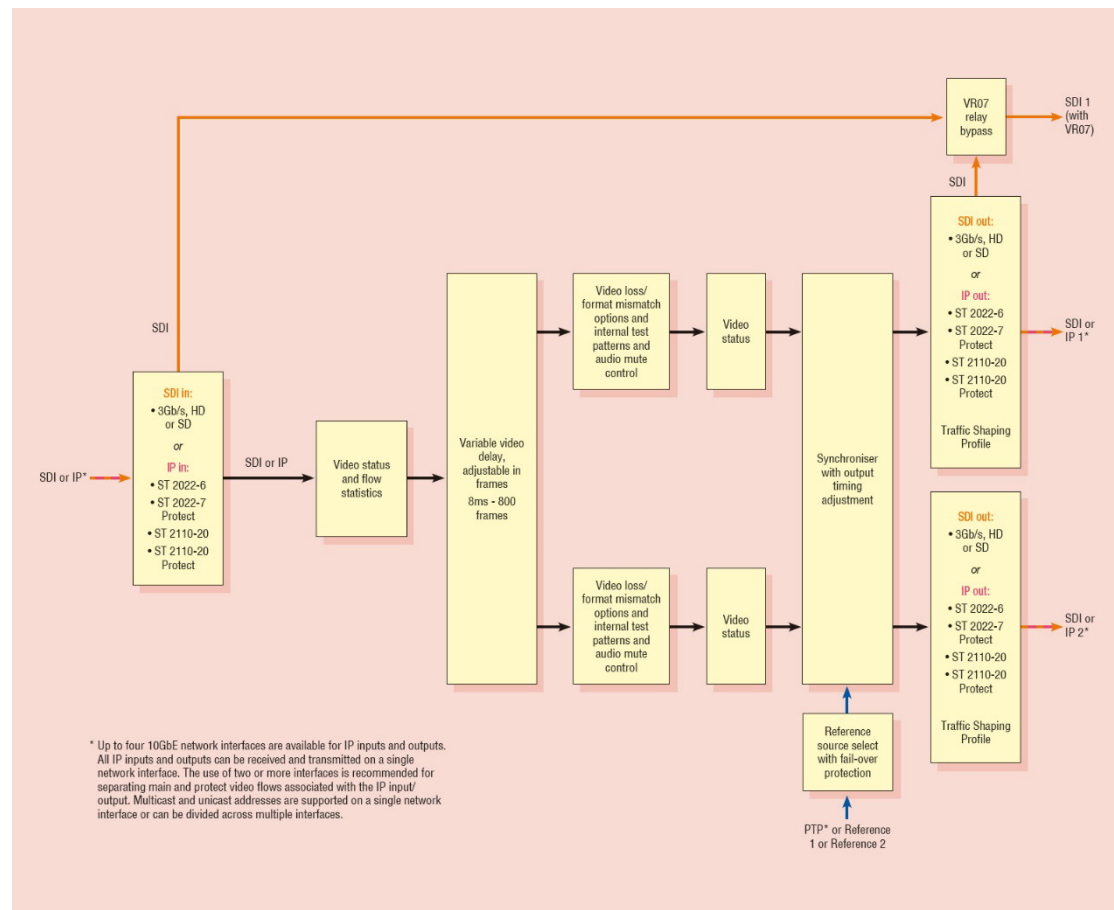 VR07
relay
bypass
SDI 1
(with
VR07)
SDI
SDI
SDI or IP*
SDI in:
• 3Gb/s, HD
or SD
or
IP in:
• ST 2022-6
• ST 2022-7
Protect
• ST 2110-20
• ST 2110-20
Protect
SDI or IP
Video status
and flow
statistics
Variable video
delay,
adjustable in
frames
8ms - 800
frames
Video loss/
format mismatch
options and
internal test
patterns and
audio mute
control
Video
status
Video loss/
format mismatch
options and
internal test
patterns and
audio mute
control
Video
status
Synchroniser
with output
timing
adjustment
SDI out:
• 3Gb/s, HD
or SD
or
IP out:
• ST 2022-6
• ST 2022-7
Protect
• ST 2110-20
• ST 2110-20
Protect
Traffic Shaping
Profile
SDI or
IP 1*
SDI out:
• 3Gb/s, HD
or SD
or
IP out:
• ST 2022-6
• ST 2022-7
Protect
• ST 2110-20
• ST 2110-20
Protect
Traffic Shaping
Profile
SDI or
IP 2*
Reference
source select
with fail-over
protection
PTP* or Reference
1 or Reference 2
* Up to four 10GbE network interfaces are available for IP inputs and outputs.
All IP inputs and outputs can be received and transmitted on a single
network interface. The use of two or more interfaces is recommended for
separating main and protect video flows associated with the IP input/
output. Multicast and unicast addresses are supported on a single network
interface or can be divided across multiple interfaces.